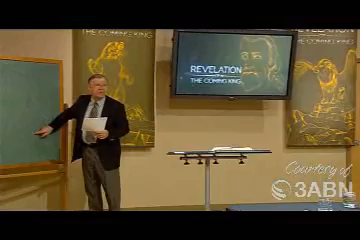 THE COMING KING
REVELATION
THE COMING KING
THE COMING KING
Courtesy of
3ABN